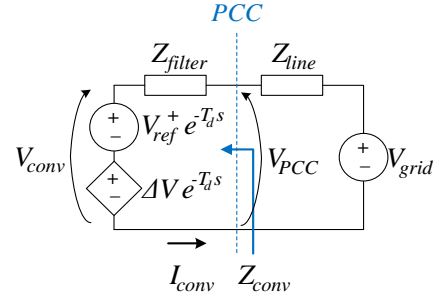 PCC
Z_filter
Z_line
V_ref^+ e^{-T_d s}
V_conv
V_PCC
V_grid
ΔV e^{-T_d s}
I_conv
Z_conv